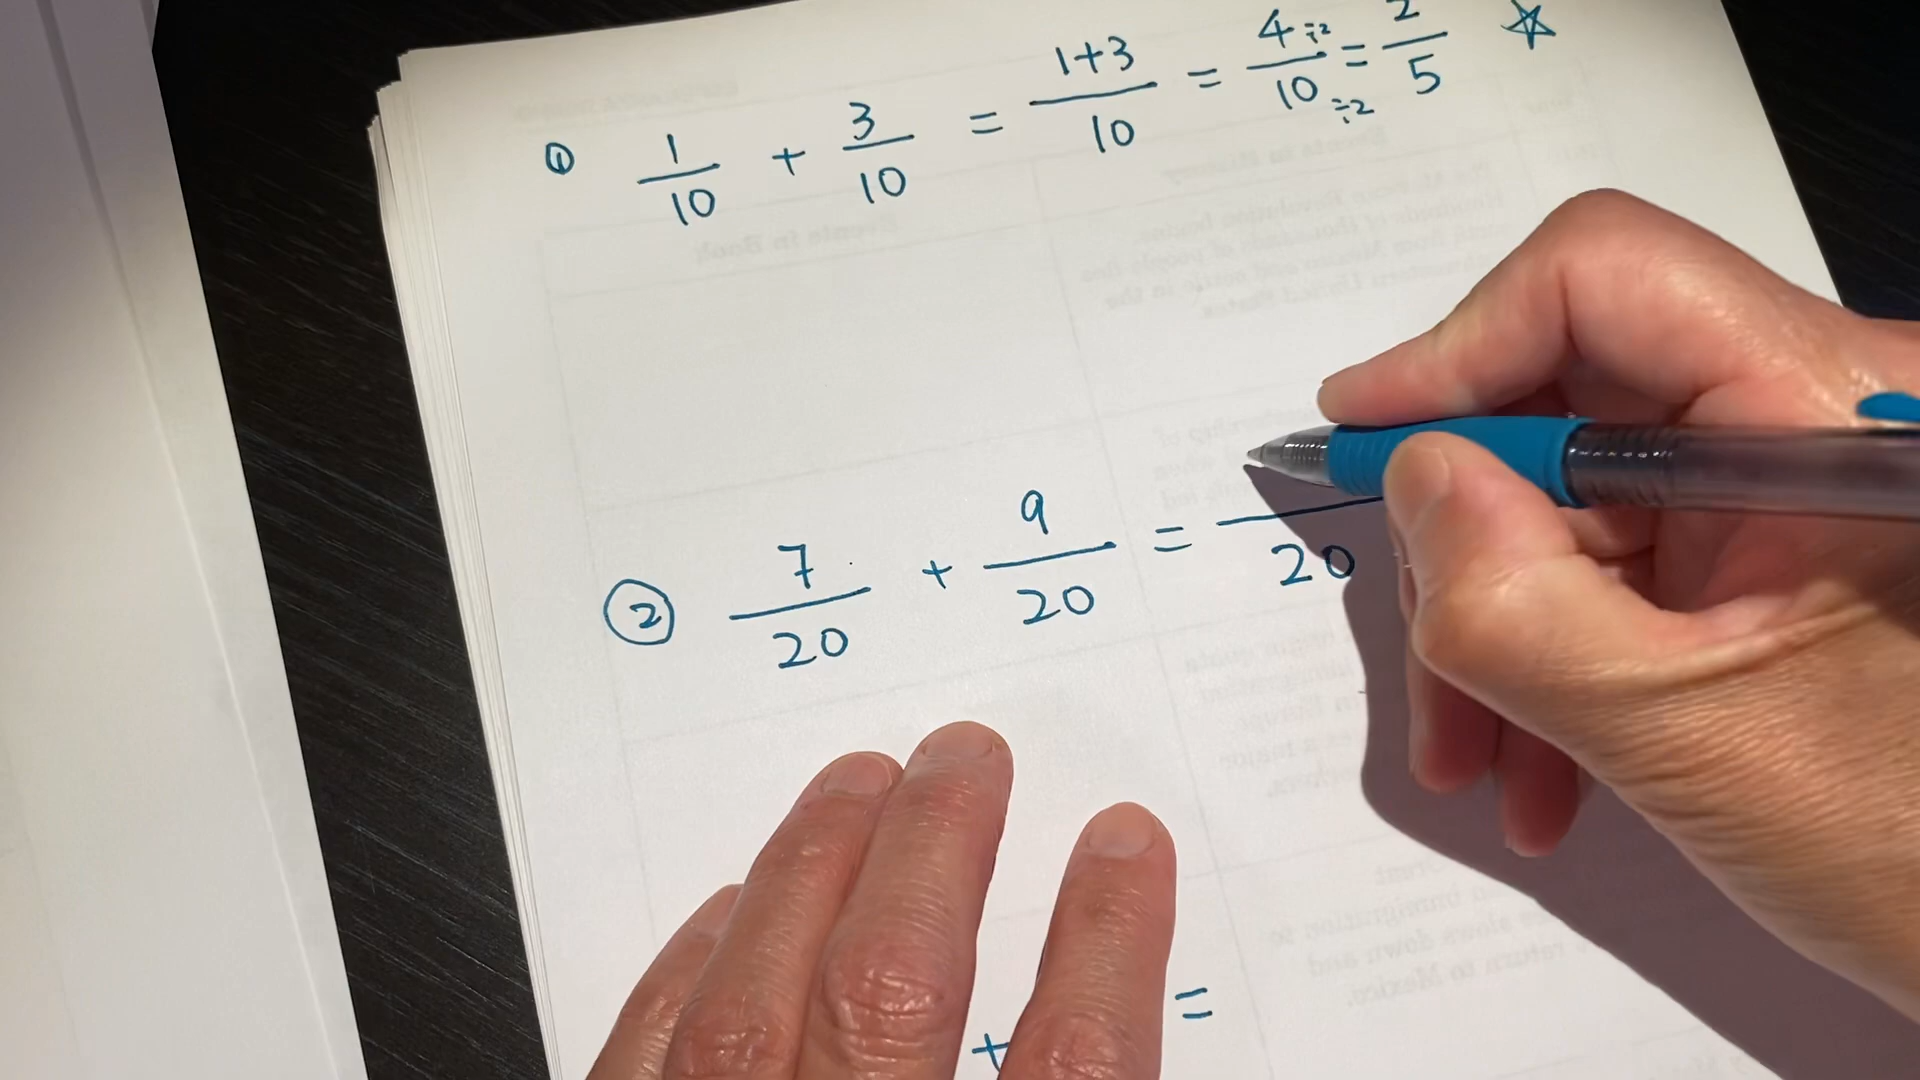 ① 1/10 + 3/10 = 1+3/10 = 4÷2/10÷2 = 2/5 ☆
② 7/20 + 9/20 = /20
+ =